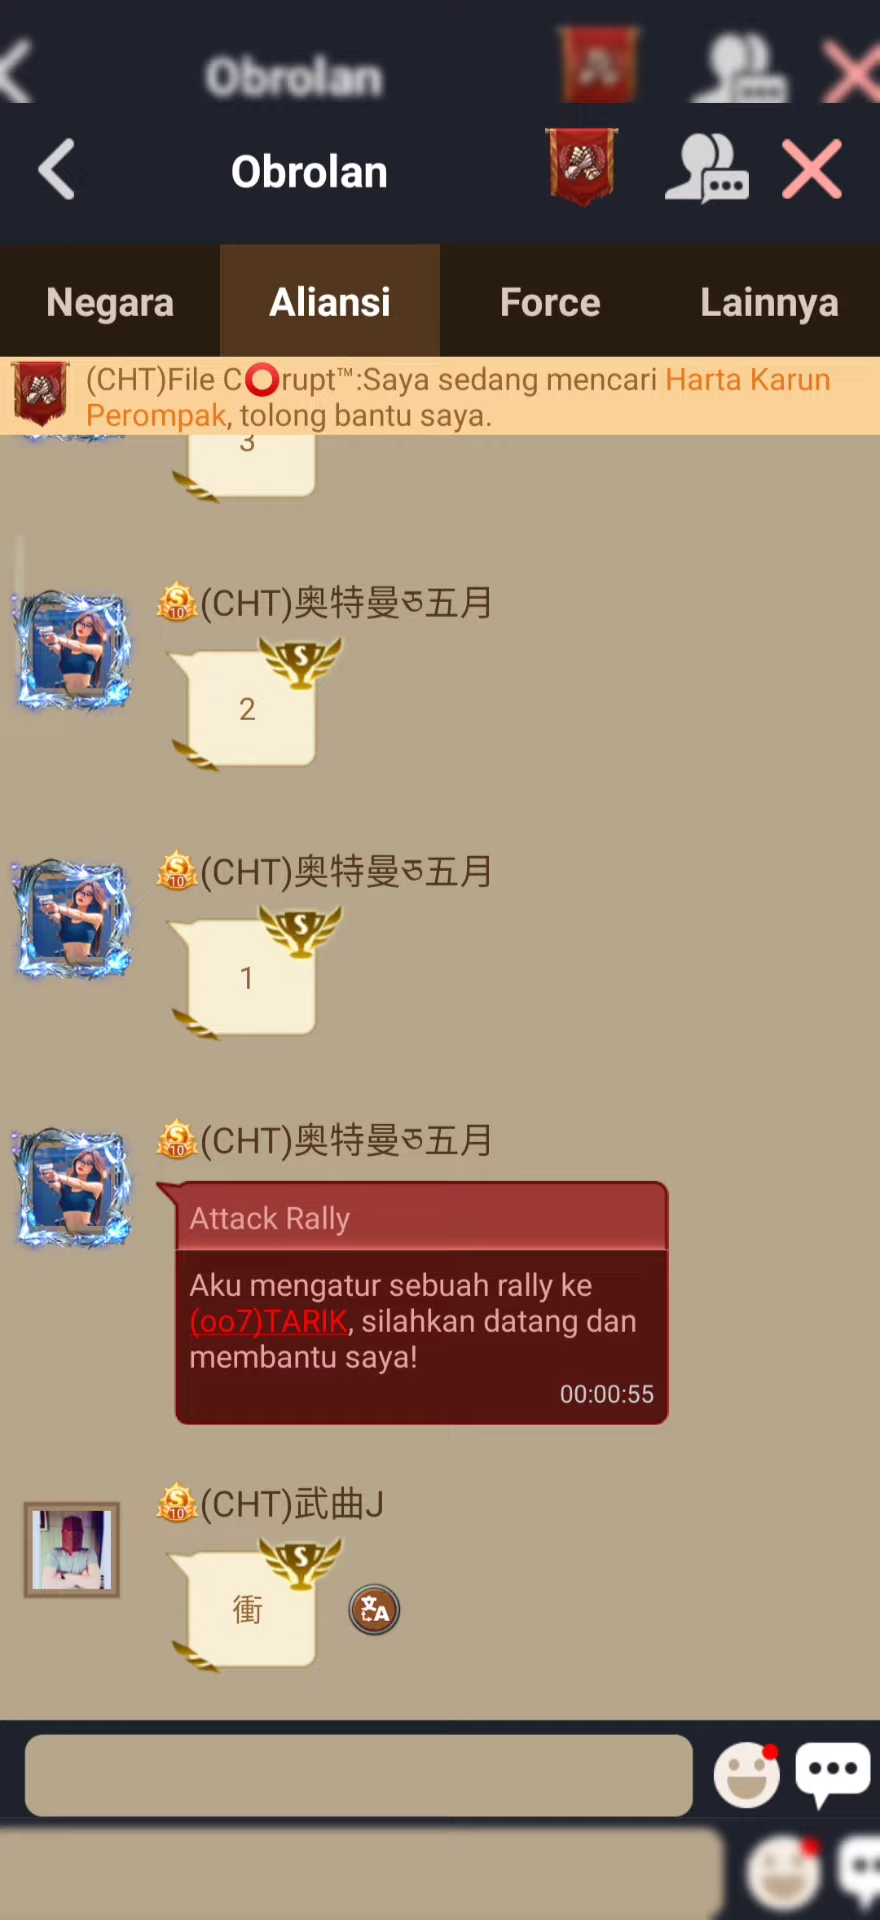 Obrolan
Obrolan
Negara
Aliansi
Force
Lainnya
(CHT)File C⭕rupt™:Saya sedang mencari Harta Karun
Perompak, tolong bantu saya.
3
(CHT)奥特曼ㄘ五月
2
(CHT)奥特曼ㄘ五月
1
(CHT)奥特曼ㄘ五月
Attack Rally
Aku mengatur sebuah rally ke
(oo7)TARIK, silahkan datang dan
membantu saya!
00:00:55
(CHT)武曲J
衝